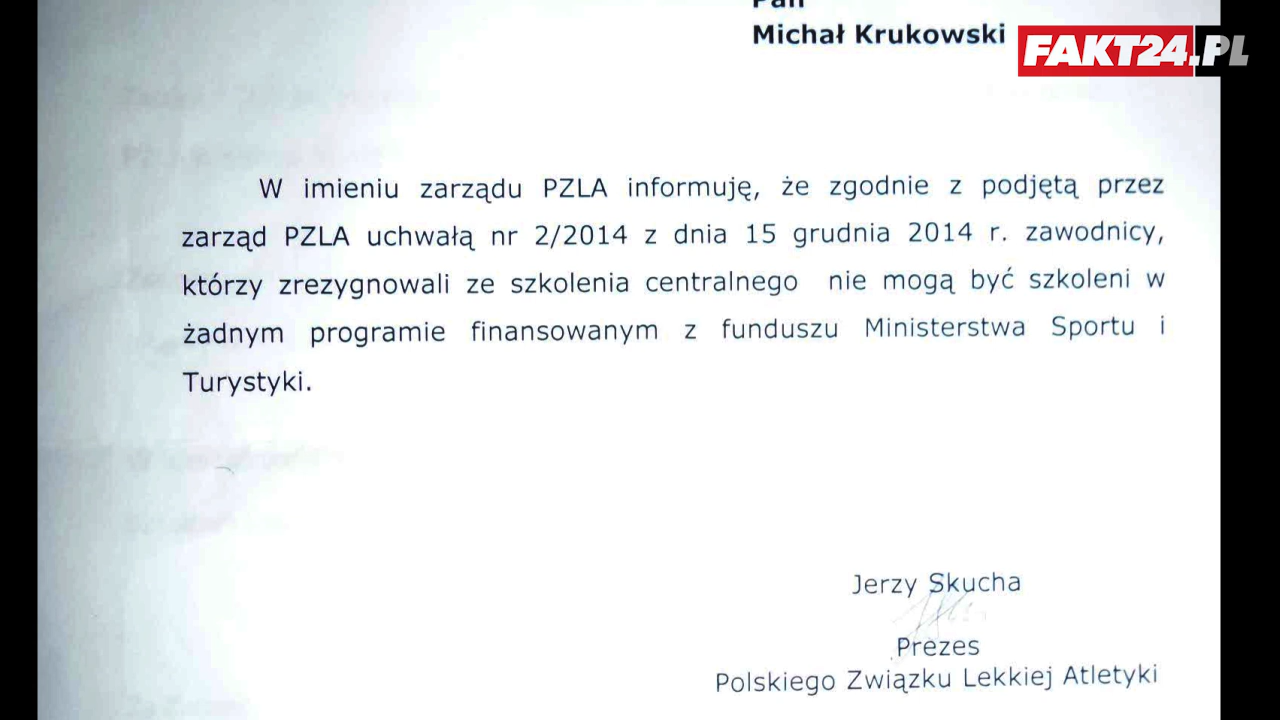 Pan
Michał Krukowski
FAKT24.PL
W imieniu zarządu PZLA informuję, że zgodnie z podjętą przez
zarząd PZLA uchwałą nr 2/2014 z dnia 15 grudnia 2014 r. zawodnicy,
którzy zrezygnowali ze szkolenia centralnego nie mogą być szkoleni w
żadnym programie finansowanym z funduszu Ministerstwa Sportu i
Turystyki.
Jerzy Skucha
Prezes
Polskiego Związku Lekkiej Atletyki